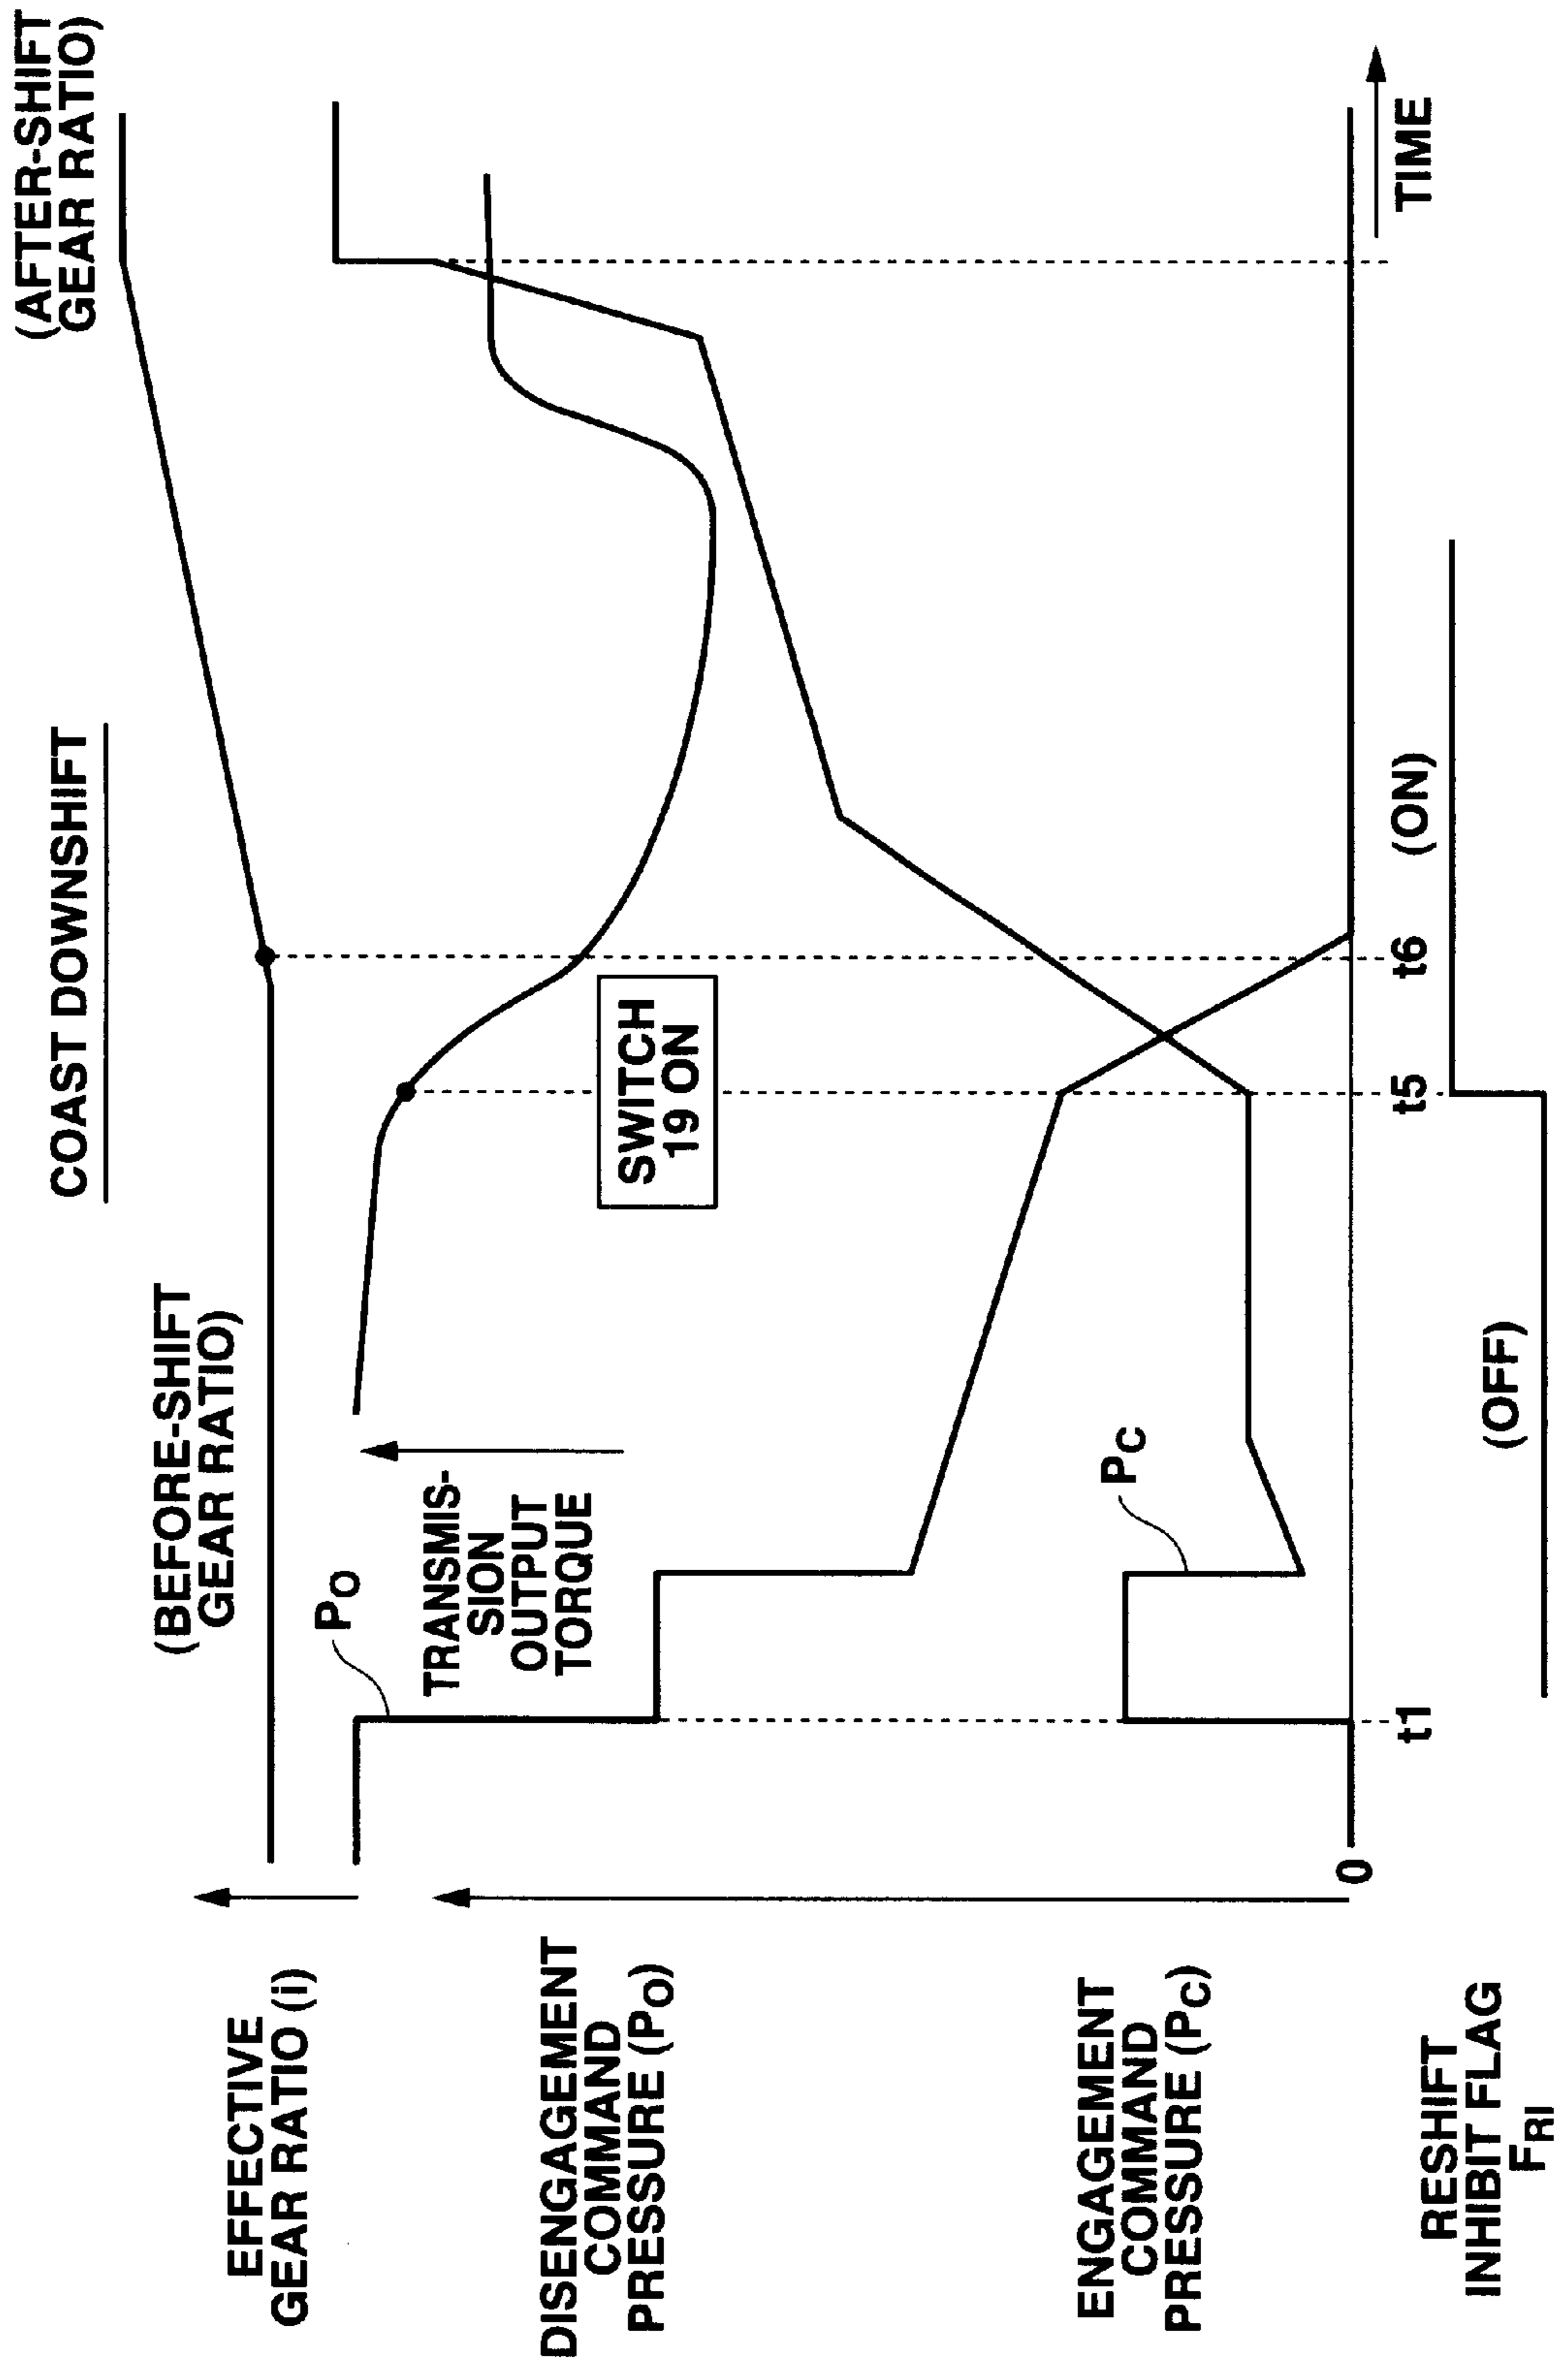 COAST DOWNSHIFT
(AFTER-SHIFT
GEAR RATIO)
(BEFORE-SHIFT
GEAR RATIO)
EFFECTIVE
GEAR RATIO (i)
PO
TRANSMIS-
SION
OUTPUT
TORQUE
SWITCH
19 ON
DISENGAGEMENT
COMMAND
PRESSURE (PO)
PC
ENGAGEMENT
COMMAND
PRESSURE (PC)
0
t1
t5
t6
TIME
(ON)
(OFF)
RESHIFT
INHIBIT FLAG
FRI